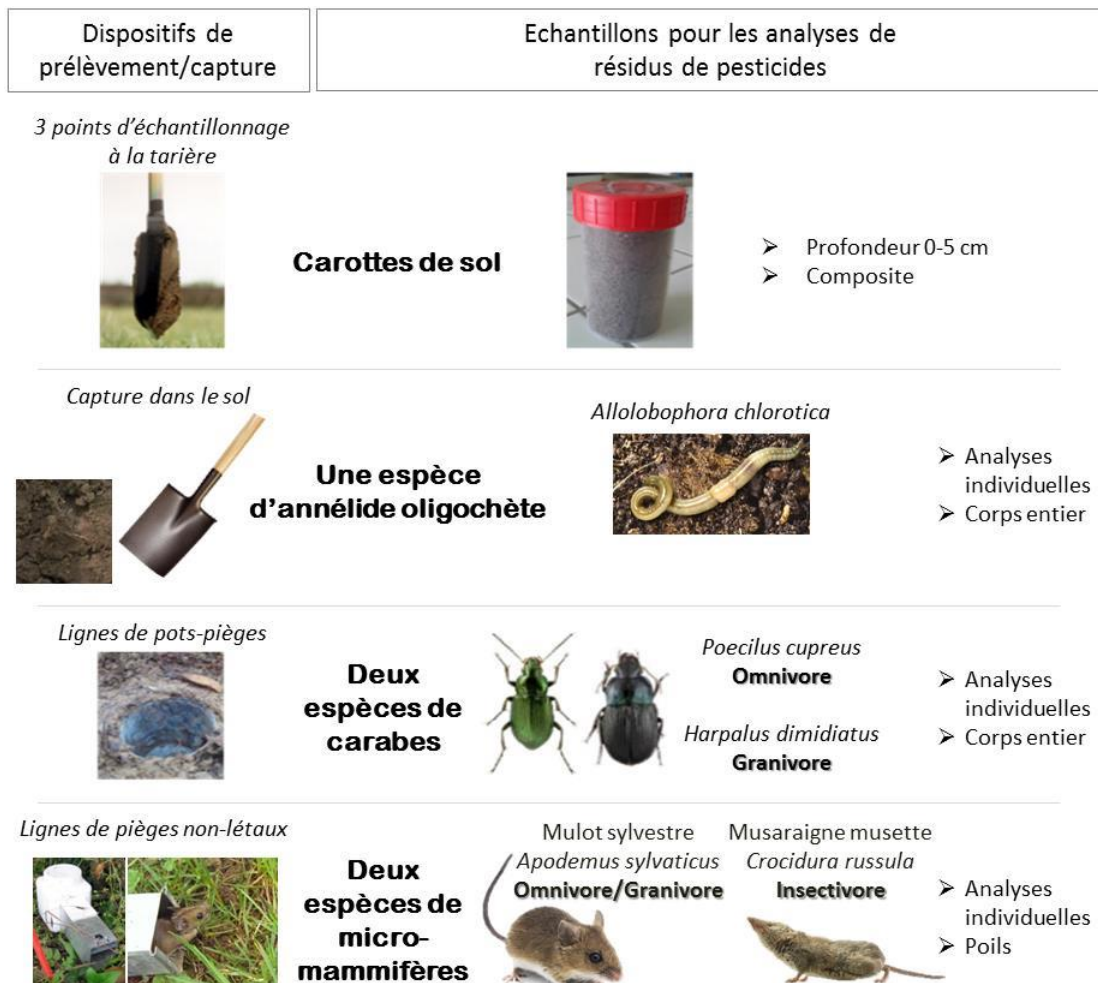 Dispositifs de
prélèvement/capture
Echantillons pour les analyses de
résidus de pesticides
3 points d’échantillonnage
à la tarière
Carottes de sol
➢ Profondeur 0-5 cm
➢ Composite
Capture dans le sol
Une espèce
d’annélide oligochète
Allolobophora chlorotica
➢ Analyses
individuelles
➢ Corps entier
Lignes de pots-pièges
Deux
espèces de
carabes
Poecilus cupreus
Omnivore
Harpalus dimidiatus
Granivore
➢ Analyses
individuelles
➢ Corps entier
Lignes de pièges non-létaux
Deux
espèces de
micro-
mammifères
Mulot sylvestre
Apodemus sylvaticus
Omnivore/Granivore
Musaraigne musette
Crocidura russula
Insectivore
➢ Analyses
individuelles
➢ Poils